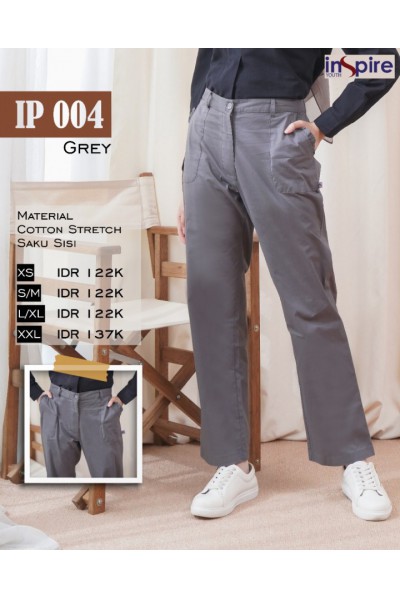 inSpire
YOUTH
IP 004
GREY
MATERIAL
COTTON STRETCH
SAKU SISI
XS IDR 122K
S/M IDR 122K
L/XL IDR 122K
XXL IDR 137K